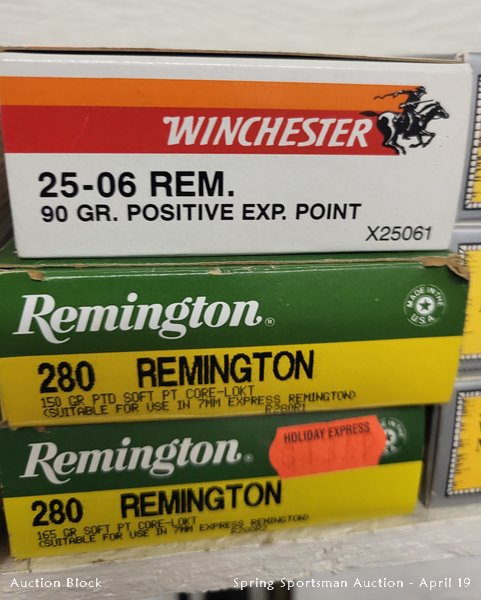 WINCHESTER
25-06 REM.
90 GR. POSITIVE EXP. POINT
X25061
Remington®
MADE IN THE U.S.A.
280 REMINGTON
150 GR PTD SOFT PT CORE-LOKT
(SUITABLE FOR USE IN 7MM EXPRESS REMINGTON)
R280R1
Remington®
HOLIDAY EXPRESS
280 REMINGTON
165 GR SOFT PT CORE-LOKT
(SUITABLE FOR USE IN 7MM EXPRESS REMINGTON)
R280R2
Auction Block
Spring Sportsman Auction - April 19